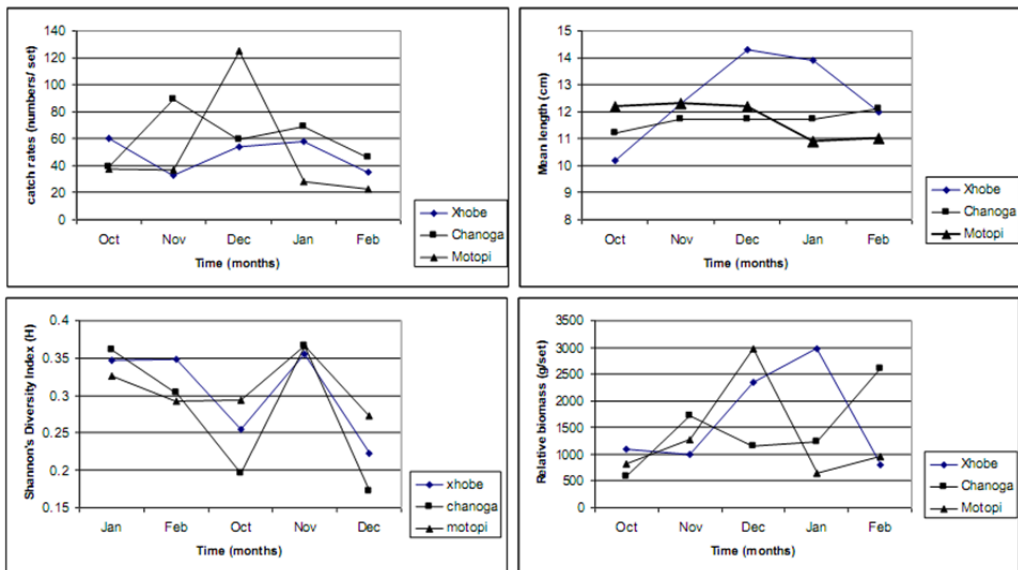 catch rates (numbers/ set)
140
120
100
80
60
40
20
0
Oct Nov Dec Jan Feb
Time (months)
Xhobe
Chanoga
Motopi
Mean length (cm)
15
14
13
12
11
10
9
8
Oct Nov Dec Jan Feb
Time (months)
Xhobe
Chanoga
Motopi
Shannon's Diversity Index (H)
0.4
0.35
0.3
0.25
0.2
0.15
Jan Feb Oct Nov Dec
Time (months)
xhobe
chanoga
motopi
Relative biomass (g/set)
3500
3000
2500
2000
1500
1000
500
0
Oct Nov Dec Jan Feb
Time (months)
Xhobe
Chanoga
Motopi